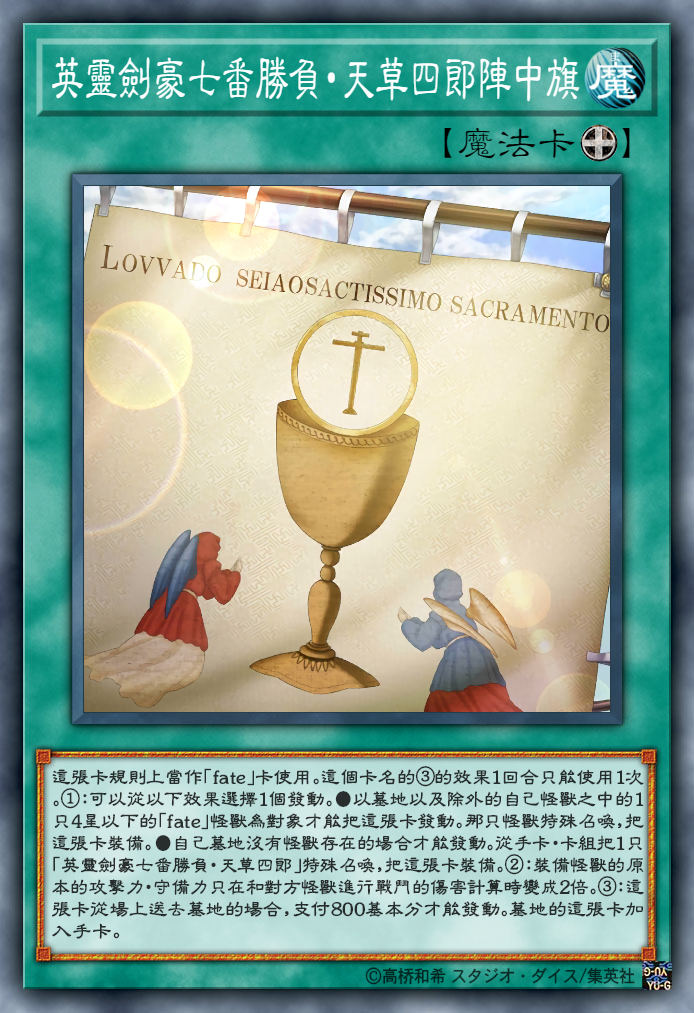 英靈劍豪七番勝負・天草四郎陣中旗
魔
【魔法卡】
LOVVADO SEIAOSACTISSIMO SACRAMENTO
這張卡規則上當作「fate」卡使用。這個卡名的③的效果1回合只能使用1次
。①:可以從以下效果選擇1個發動。●以墓地以及除外的自己怪獸之中的1
只4星以下的「fate」怪獸為對象才能把這張卡發動。那只怪獸特殊召喚,把
這張卡裝備。●自己墓地沒有怪獸存在的場合才能發動。從手卡・卡組把1只
「英靈劍豪七番勝負・天草四郎」特殊召喚,把這張卡裝備。②:裝備怪獸的原
本的攻擊力・守備力只在和對方怪獸進行戰鬥的傷害計算時變成2倍。③:這
張卡從場上送去墓地的場合,支付800基本分才能發動。墓地的這張卡加
入手卡。
©高桥和希 スタジオ・ダイス/集英社